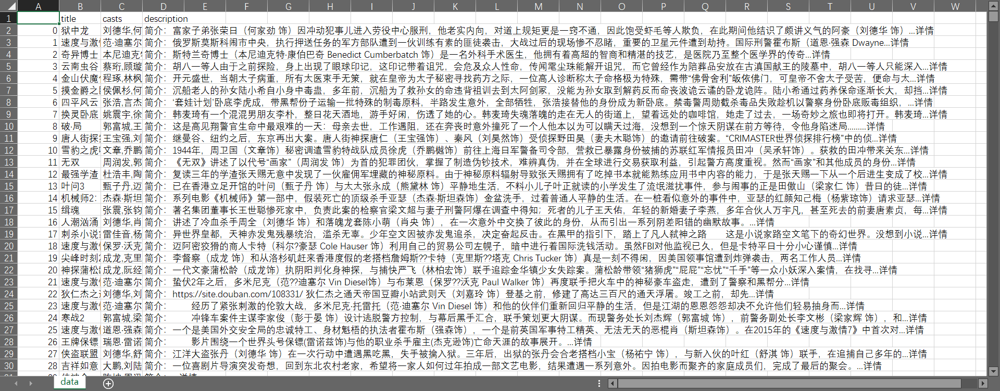 A B C D E F G H I J K L M N O P Q R S T U V W
1 title casts description
2 0 狱中龙 刘德华,何 简介：富家子弟张荣日（何家劲 饰）因冲动犯事儿进入劳役中心服刑，他老实内向，对道上规矩更是一窍不通，因此饱受虾毛等人欺负，在此期间他结识了颇讲义气的阿豪（刘德华 饰）...详情
3 1 速度与激 范·迪塞尔 简介：俄罗斯莫斯科闹市中央，执行押送任务的军方部队遭到一伙训练有素的匪徒袭击，大战过后的现场惨不忍睹，重要的卫星元件遭到劫持。国际刑警霍布斯（道恩·强森 Dwayne...详情
4 2 奇异博士 本尼迪克 简介：斯特兰奇博士（本尼迪克特·康伯巴奇 Benedict Cumberbatch 饰）是一名外科手术医生，他拥有着高超的智商和精湛的技艺，是医院乃至整个医学界的传奇...详情
5 3 云南虫谷 蔡珩,顾璇 简介：胡八一等人由于之前探险，身上出现了眼球印记，这印记带着诅咒，会危及众人性命，传闻雮尘珠能解开诅咒，而它曾经作为陪葬品安放在古滇国献王的陵墓中，胡八一等人只能深入...详情
6 4 金山伏魔 程琢,林枫 简介：开元盛世，当朝太子病重，所有太医束手无策，就在皇帝为太子秘密寻找药方之际，一位高人诊断称太子命格极为特殊，需带“佛骨舍利”皈依佛门，可皇帝不舍太子受苦，便命与太...详情
7 5 摸金爵之 侯佩杉,何 简介：沉船老人的孙女陆小希自小身中毒蛊，多年前，沉船为了救孙女的命违背祖训去到太阿剑冢，没能为孙女取到解药反而命丧波诡云谲的卧龙诡阵。陆小希通过药养保命逐渐长大，却挡...详情
8 6 四平风云 张浩,言杰 简介：‘套娃计划’卧底李虎成，带黑帮份子运输一批特殊的制毒原料，半路发生意外，全部牺牲，张浩接替他的身份成为新卧底。禁毒警周勋截杀毒品失败趁机以警察身份卧底贩毒组织，...详情
9 7 换灵卧底 姚震宇,徐 简介：韩麦琦有一个混混男朋友李朴，整日花天酒地，游手好闲，伤透了她的心。韩麦琦失魂落魄的走在无人的街道上，望着远处的咖啡馆，她走了过去，一场奇妙之旅也即将打开。韩麦琦...详情
10 8 破·局 郭富城,王 简介：这是高见翔警官生命中最艰难的一天：母亲去世，工作遇阻，还在奔丧时意外撞死了一个人他本以为可以瞒天过海，没想到一个惊天阴谋在前方等待，令他身陷迷局.........详情
11 9 唐人街探 王宝强,刘 简介：继曼谷、纽约之后，东京再出大案。唐人街神探唐仁（王宝强饰）、秦风（刘昊然饰）受侦探野田昊（妻夫木聪饰）的邀请前往破案。“CRIMASTER世界侦探排行榜”中的侦...详情
12 10 雪豹之虎 文章,乔鹏 简介：1944年，周卫国（文章饰）秘密调遣雪豹特战队成员徐虎（乔鹏樾饰）前往上海日军警备司令部，营救已暴露身份被捕的苏联红军情报员田冲（吴承轩饰）。获救的田冲带来关东...详情
13 11 无双 周润发,郭 简介：《无双》讲述了以代号“画家”（周润发 饰）为首的犯罪团伙，掌握了制造伪钞技术，难辨真伪，并在全球进行交易获取利益，引起警方高度重视。然而“画家”和其他成员的身份...详情
14 12 最强学渣 杜浩丰,陶 简介：复读三年的学渣张天赐无意中发现了一伙雇佣军埋藏的神秘原料。由于神秘原料辐射导致张天赐拥有了吃掉书本就能熟练应用书中内容的能力，于是张天赐一下从一个后进生变成了校...详情
15 13 叶问3 甄子丹,迈 简介：已在香港立足开馆的叶问（甄子丹 饰）与太太张永成（熊黛林 饰）平静地生活，不料小儿子叶正就读的小学发生了流氓滋扰事件，参与闹事的正是田傲山（梁家仁 饰）昔日的徒...详情
16 14 机械师2： 杰森·斯坦 简介：系列电影《机械师》第一部中，假装死亡的顶级杀手亚瑟（杰森·斯坦森饰）金盆洗手，过着普通人平静的生活。在一桩看似意外的事件中，亚瑟的红颜知己梅（杨紫琼饰）请求亚瑟...详情
17 15 缉魂 张震,张钧 简介：著名集团董事长王世聪惨死家中，负责此案的检察官梁文超与妻子刑警阿爆在调查中得知；死者的儿子王天佑，年轻的新婚妻子李燕，多年合伙人万宇凡，甚至死去的前妻唐素贞，每...详情
18 16 人潮汹涌 刘德华,肖 简介：讲述了冷血杀手周全（刘德华 饰）和落魄龙套陈小萌（肖央 饰），在一次意外中交换了彼此的身份，从而引出一系列阴差阳错的幽默故事。...详情
19 17 刺杀小说 雷佳音,杨 简介：异世界皇都，天神赤发鬼残暴统治，滥杀无辜。少年空文因被赤发鬼追杀，决定奋起反击。在黑甲的指引下，踏上了凡人弑神之路 这是小说家路空文笔下的奇幻世界。没想到小说...详情
20 18 速度与激 保罗·沃克 简介：迈阿密狡猾的商人卡特（科尔?豪瑟 Cole Hauser 饰）利用自己的贸易公司左幌子，暗中进行着国际洗钱活动。虽然FBI对他监视已久，但是卡特平日十分小心谨慎...详情
21 19 尖峰时刻 成龙,克里 简介：李督察（成龙 饰）和从洛杉矶赶来香港度假的老搭档詹姆斯??卡特（克里斯??塔克 Chris Tucker 饰）真是一刻不得闲，因美国领事馆遭到炸弹袭击，两名工作人员...详情
22 20 神探蒲松 成龙,阮经 简介：一代文豪蒲松龄（成龙饰）执阴阳判化身神探，与捕快严飞（林柏宏饰）联手追踪金华镇少女失踪案。蒲松龄带领“猪狮虎”“屁屁”“忘忧”“千手”等一众小妖深入案情，在找寻...详情
23 21 速度与激 范·迪塞尔 简介：蛰伏2年之后，多米尼克（范??迪塞尔 Vin Diesel饰）与布莱恩（保罗??沃克 Paul Walker 饰）再度联手把火车中的神秘豪车盗走，遭到了警察和黑帮分...详情
24 22 狄仁杰之 刘德华,刘 简介：https://site.douban.com/108331/ 狄仁杰之通天帝国豆瓣小站武则天（刘嘉玲 饰）登基之前，修建了高达三百尺的通天浮屠。竣工之前，却先...详情
25 23 速度与激 范·迪塞尔 简介： 经历了紧张刺激的伦敦大战，多米尼克·托雷托（范·迪塞尔 Vin Diesel 饰）和他的伙伴们重新回归平静的生活，但是江湖的恩恩怨怨却决不允许他们轻易抽身而...详情
26 24 寒战2 郭富城,梁 简介： 冲锋车案件主谋李家俊（彭于晏 饰）设计逃脱警方控制，与幕后黑手汇合，联手策划更大阴谋。而现警务处长刘杰辉（郭富城 饰），前警务副处长李文彬（梁家辉 饰），和...详情
27 25 速度与激 道恩·强森 简介：一个是美国外交安全局的忠诚特工、身材魁梧的执法者霍布斯（强森饰），一个是前英国军事特工精英、无法无天的恶棍肖（斯坦森饰）。在2015年的《速度与激情7》中首次对...详情
28 26 王牌保镖 瑞恩·雷诺 简介： 影片围绕一个世界头号保镖(雷诺兹饰)与他的职业杀手雇主(杰克逊饰)亡命天涯的故事展开。...详情
29 27 侠盗联盟 刘德华,舒 简介：江洋大盗张丹（刘德华 饰）在一次行动中遭遇黑吃黑，失手被擒入狱。三年后，出狱的张丹会合老搭档小宝（杨祐宁 饰），与新入伙的叶红（舒淇 饰）联手，在追捕自己多年的...详情
30 28 吉祥如意 大鹏,刘陆 简介：一位喜剧片导演突发奇想，回到东北农村老家，希望将一家人如何过年拍成一部文艺电影，结果遭遇一系列意外。因拍电影而聚齐的家庭成员们，完成了最后的聚会。...详情
data